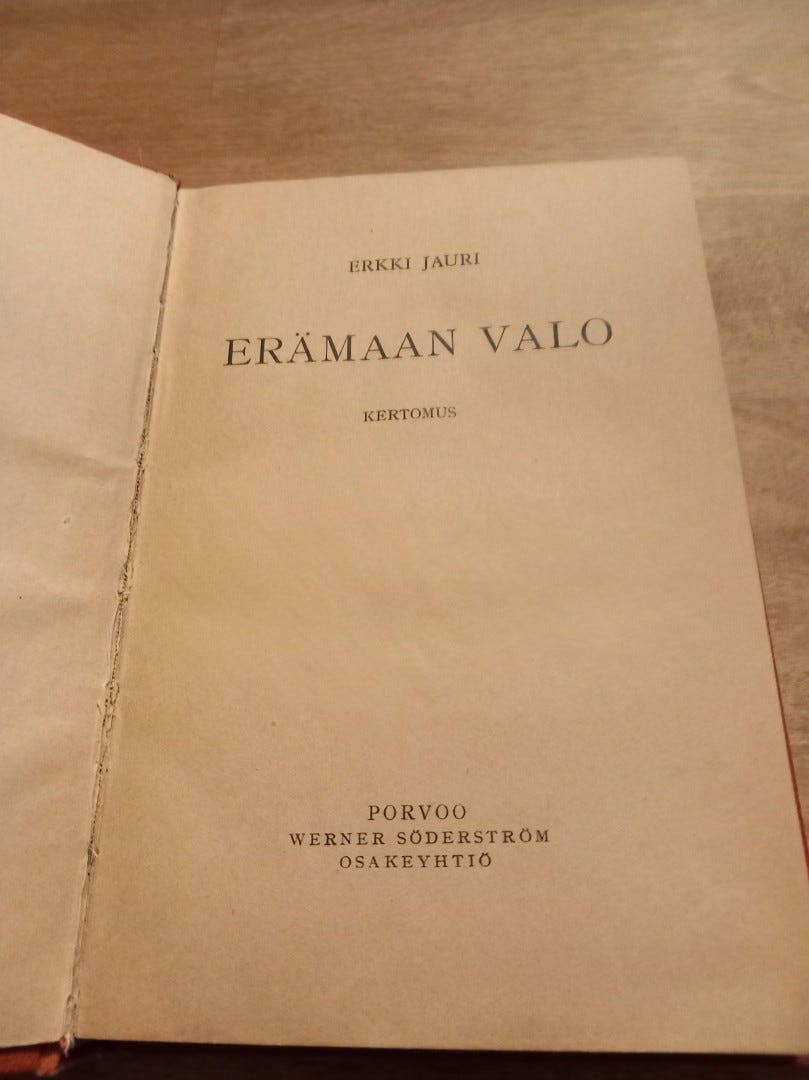 ERKKI JAURI
ERÄMAAN VALO
KERTOMUS
PORVOO
WERNER SÖDERSTRÖM
OSAKEYHTIÖ